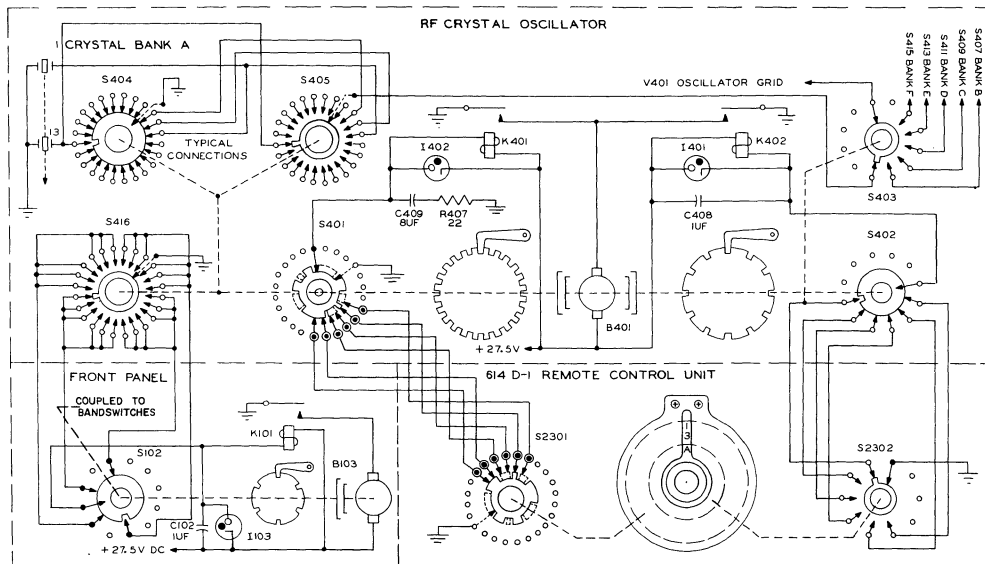 RF CRYSTAL OSCILLATOR
1 CRYSTAL BANK A
S404
S405
13
TYPICAL
CONNECTIONS
V401 OSCILLATOR GRID
S415 BANK F
S413 BANK E
S411 BANK D
S409 BANK C
S407 BANK B
K401
I402
I401
K402
C409
8UF
R407
22
C408
1UF
S403
S416
S401
S402
B401
+27.5V
FRONT PANEL
614 D-1 REMOTE CONTROL UNIT
COUPLED TO
BANDSWITCHES
K101
S102
B103
S2301
1
3
A
S2302
C102
1UF
I103
+27.5V DC